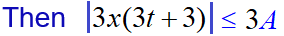 Then |3x(3t+3)| ≤ 3A